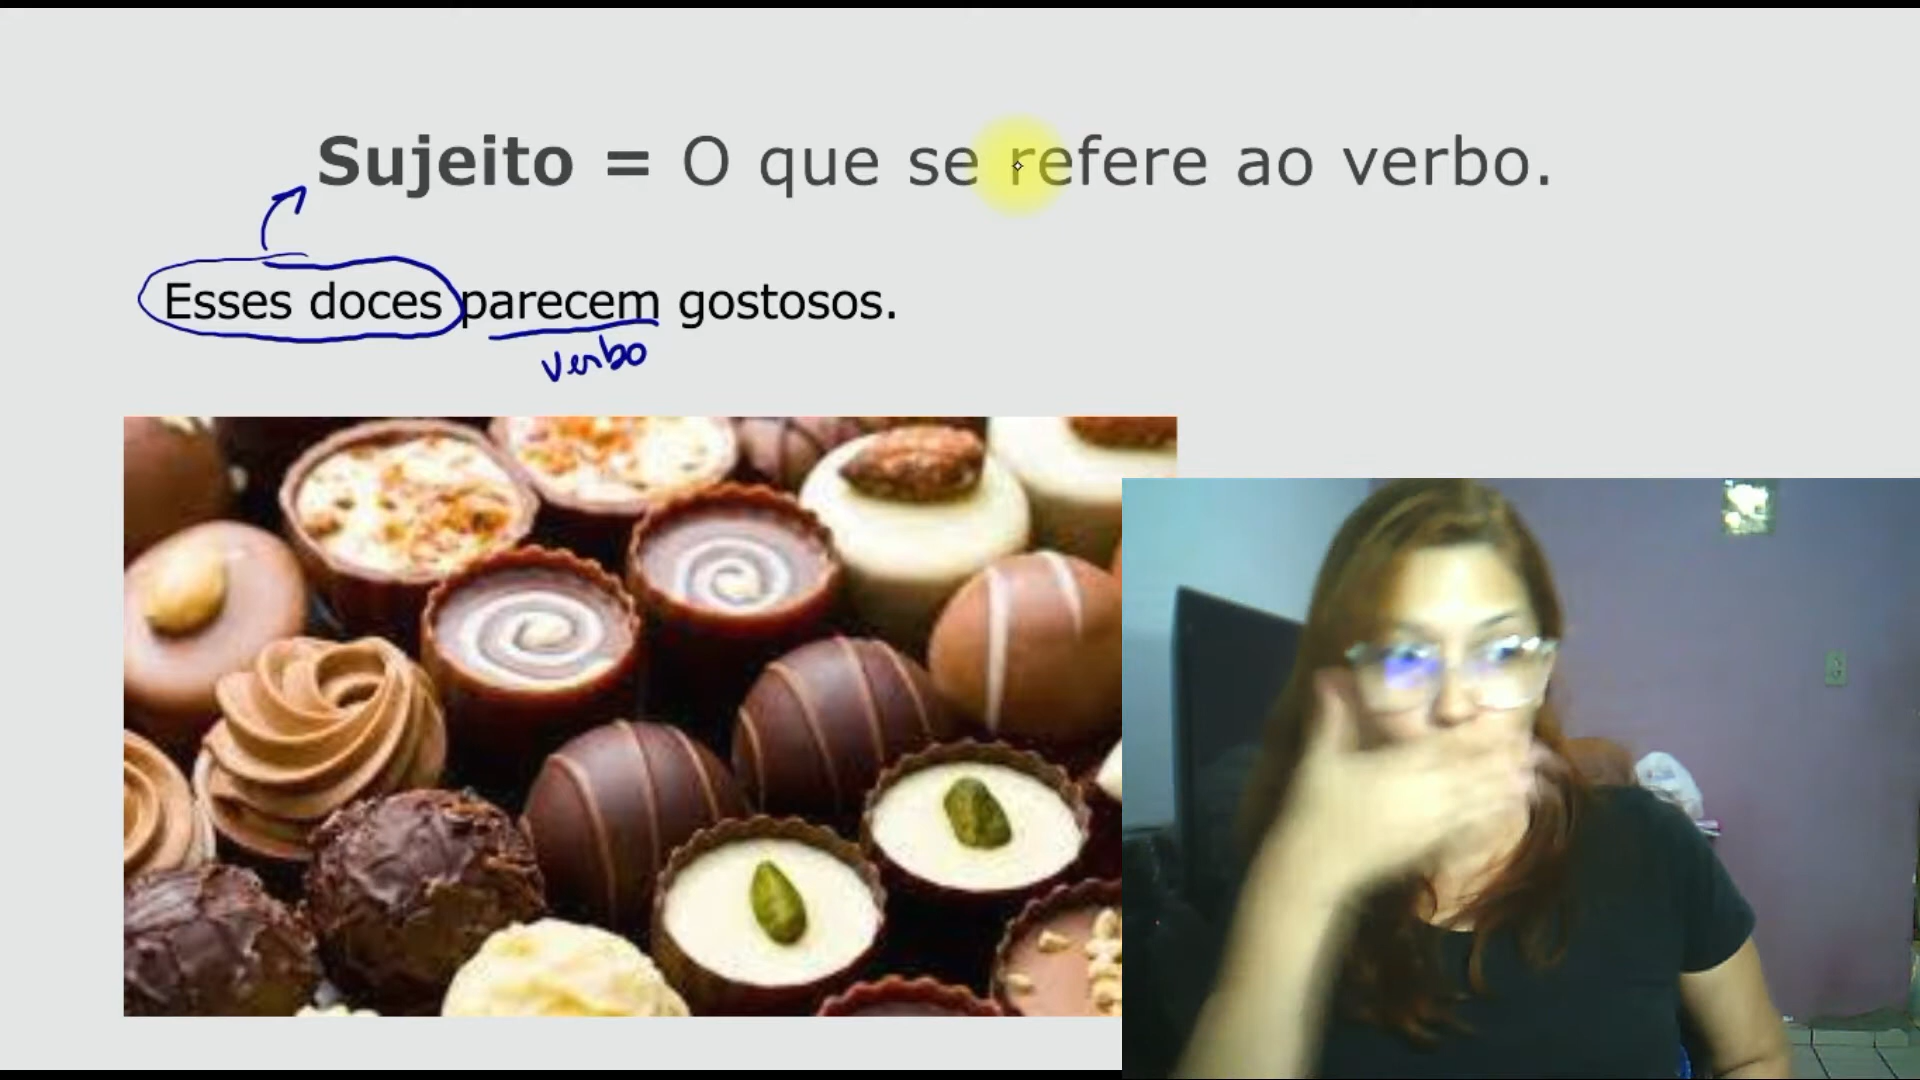 Sujeito = O que se refere ao verbo.
Esses doces parecem gostosos.
verbo